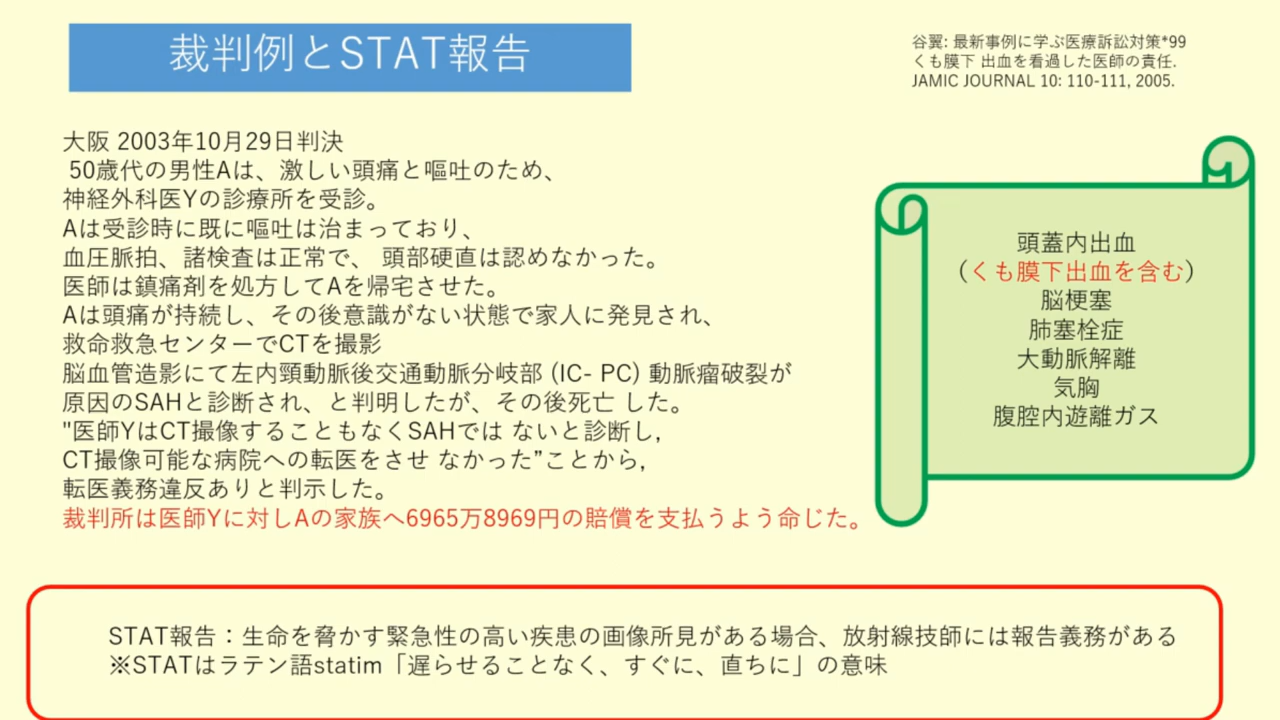 裁判例とSTAT報告
谷翼: 最新事例に学ぶ医療訴訟対策*99
くも膜下 出血を看過した医師の責任.
JAMIC JOURNAL 10: 110-111, 2005.
大阪 2003年10月29日判決
50歳代の男性Aは、激しい頭痛と嘔吐のため、
神経外科医Yの診療所を受診。
Aは受診時に既に嘔吐は治まっており、
血圧脈拍、諸検査は正常で、 頭部硬直は認めなかった。
医師は鎮痛剤を処方してAを帰宅させた。
Aは頭痛が持続し、その後意識がない状態で家人に発見され、
救命救急センターでCTを撮影
脳血管造影にて左内頸動脈後交通動脈分岐部 (IC- PC) 動脈瘤破裂が
原因のSAHと診断され、と判明したが、その後死亡 した。
"医師YはCT撮像することもなくSAHでは ないと診断し,
CT撮像可能な病院への転医をさせ なかった”ことから,
転医義務違反ありと判示した。
裁判所は医師Yに対しAの家族へ6965万8969円の賠償を支払うよう命じた。
頭蓋内出血
（くも膜下出血を含む）
脳梗塞
肺塞栓症
大動脈解離
気胸
腹腔内遊離ガス
STAT報告：生命を脅かす緊急性の高い疾患の画像所見がある場合、放射線技師には報告義務がある
※STATはラテン語statim「遅らせることなく、すぐに、直ちに」の意味